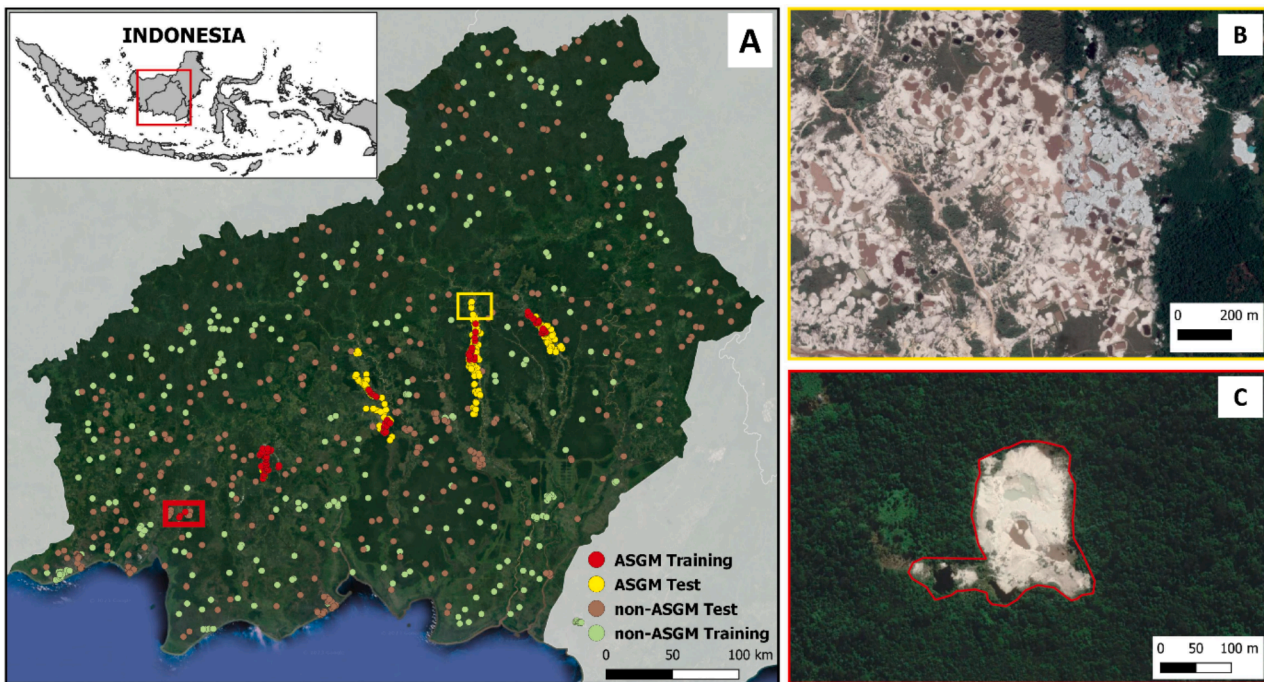 INDONESIA
A
ASGM Training
ASGM Test
non-ASGM Test
non-ASGM Training
0 50 100 km
B
0 200 m
C
0 50 100 m